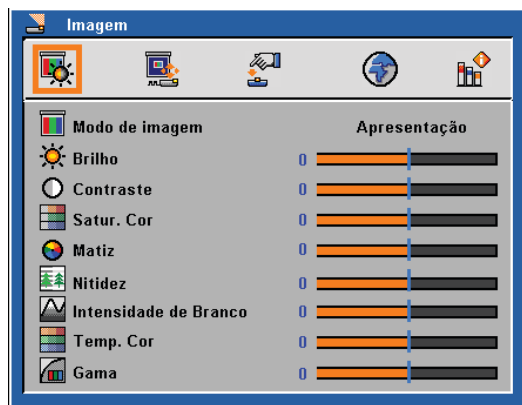 Imagem
Modo de imagem Apresentação
Brilho 0
Contraste 0
Satur. Cor 0
Matiz 0
Nitidez 0
Intensidade de Branco 0
Temp. Cor 0
Gama 0